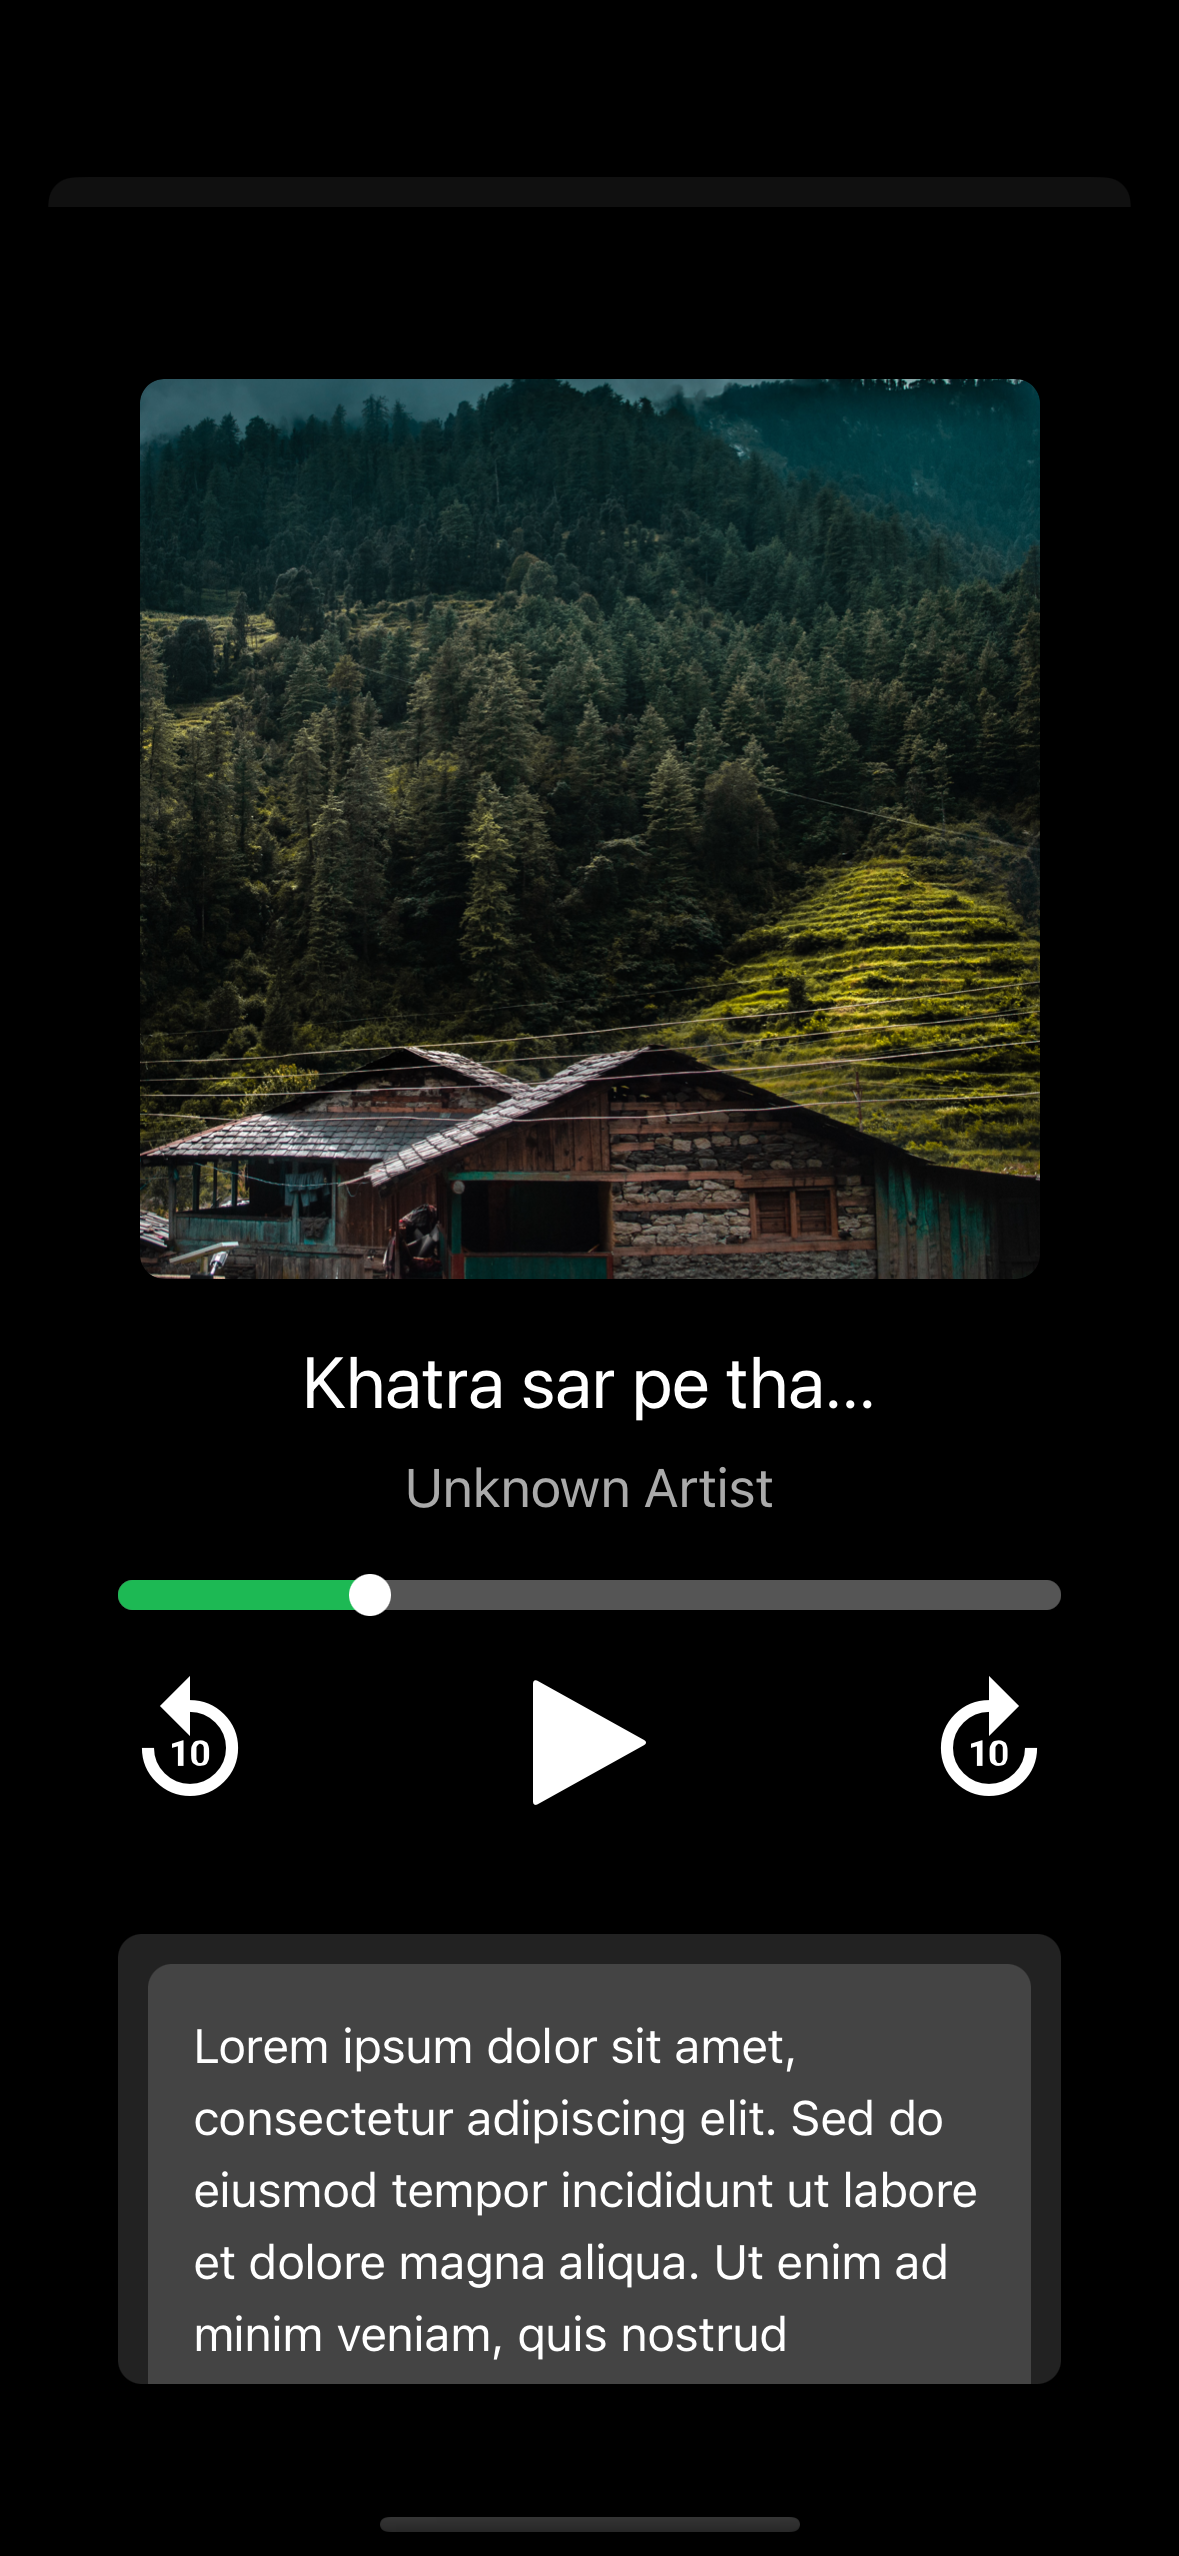 Khatra sar pe tha...
Unknown Artist
10 10
Lorem ipsum dolor sit amet,
consectetur adipiscing elit. Sed do
eiusmod tempor incididunt ut labore
et dolore magna aliqua. Ut enim ad
minim veniam, quis nostrud